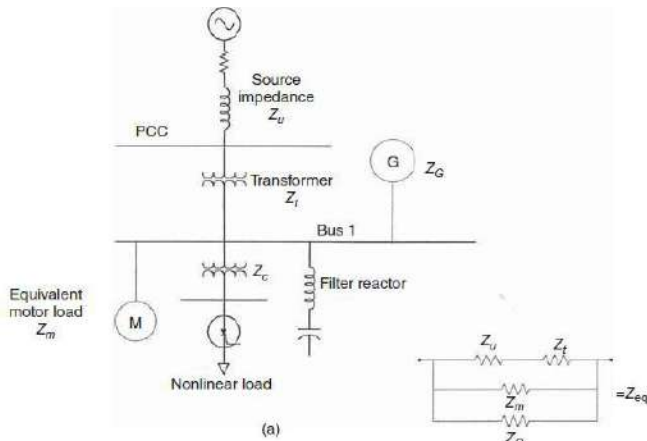 Source
impedance
Z_u
PCC
G
Z_G
Transformer
Z_t
Bus 1
Z_c
Filter reactor
Equivalent
motor load
Z_m
M
Nonlinear load
Z_u
Z_t
Z_m
=Z_eq
(a)